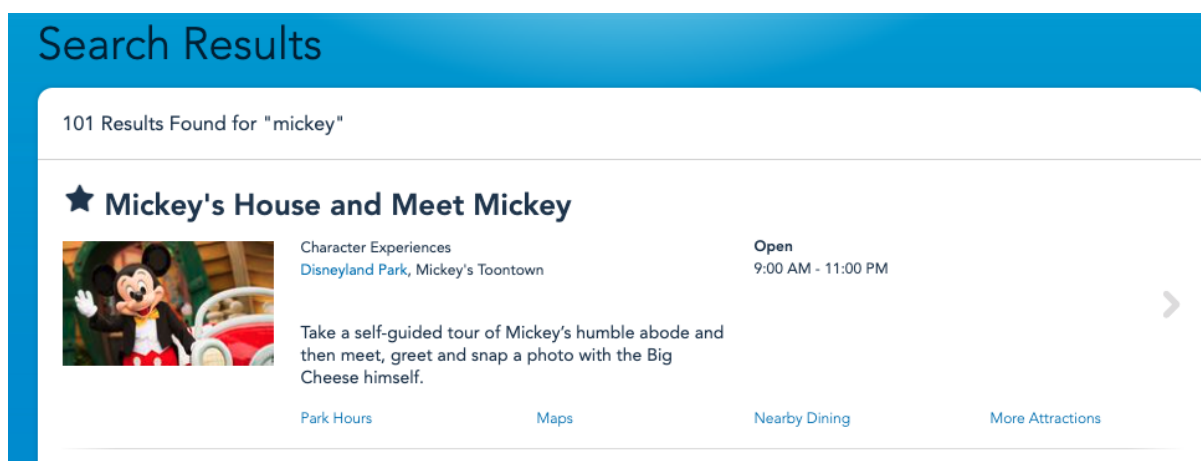 Search Results
101 Results Found for "mickey"
Mickey's House and Meet Mickey
Character Experiences
Disneyland Park, Mickey's Toontown
Open
9:00 AM - 11:00 PM
Take a self-guided tour of Mickey’s humble abode and
then meet, greet and snap a photo with the Big
Cheese himself.
Park Hours
Maps
Nearby Dining
More Attractions